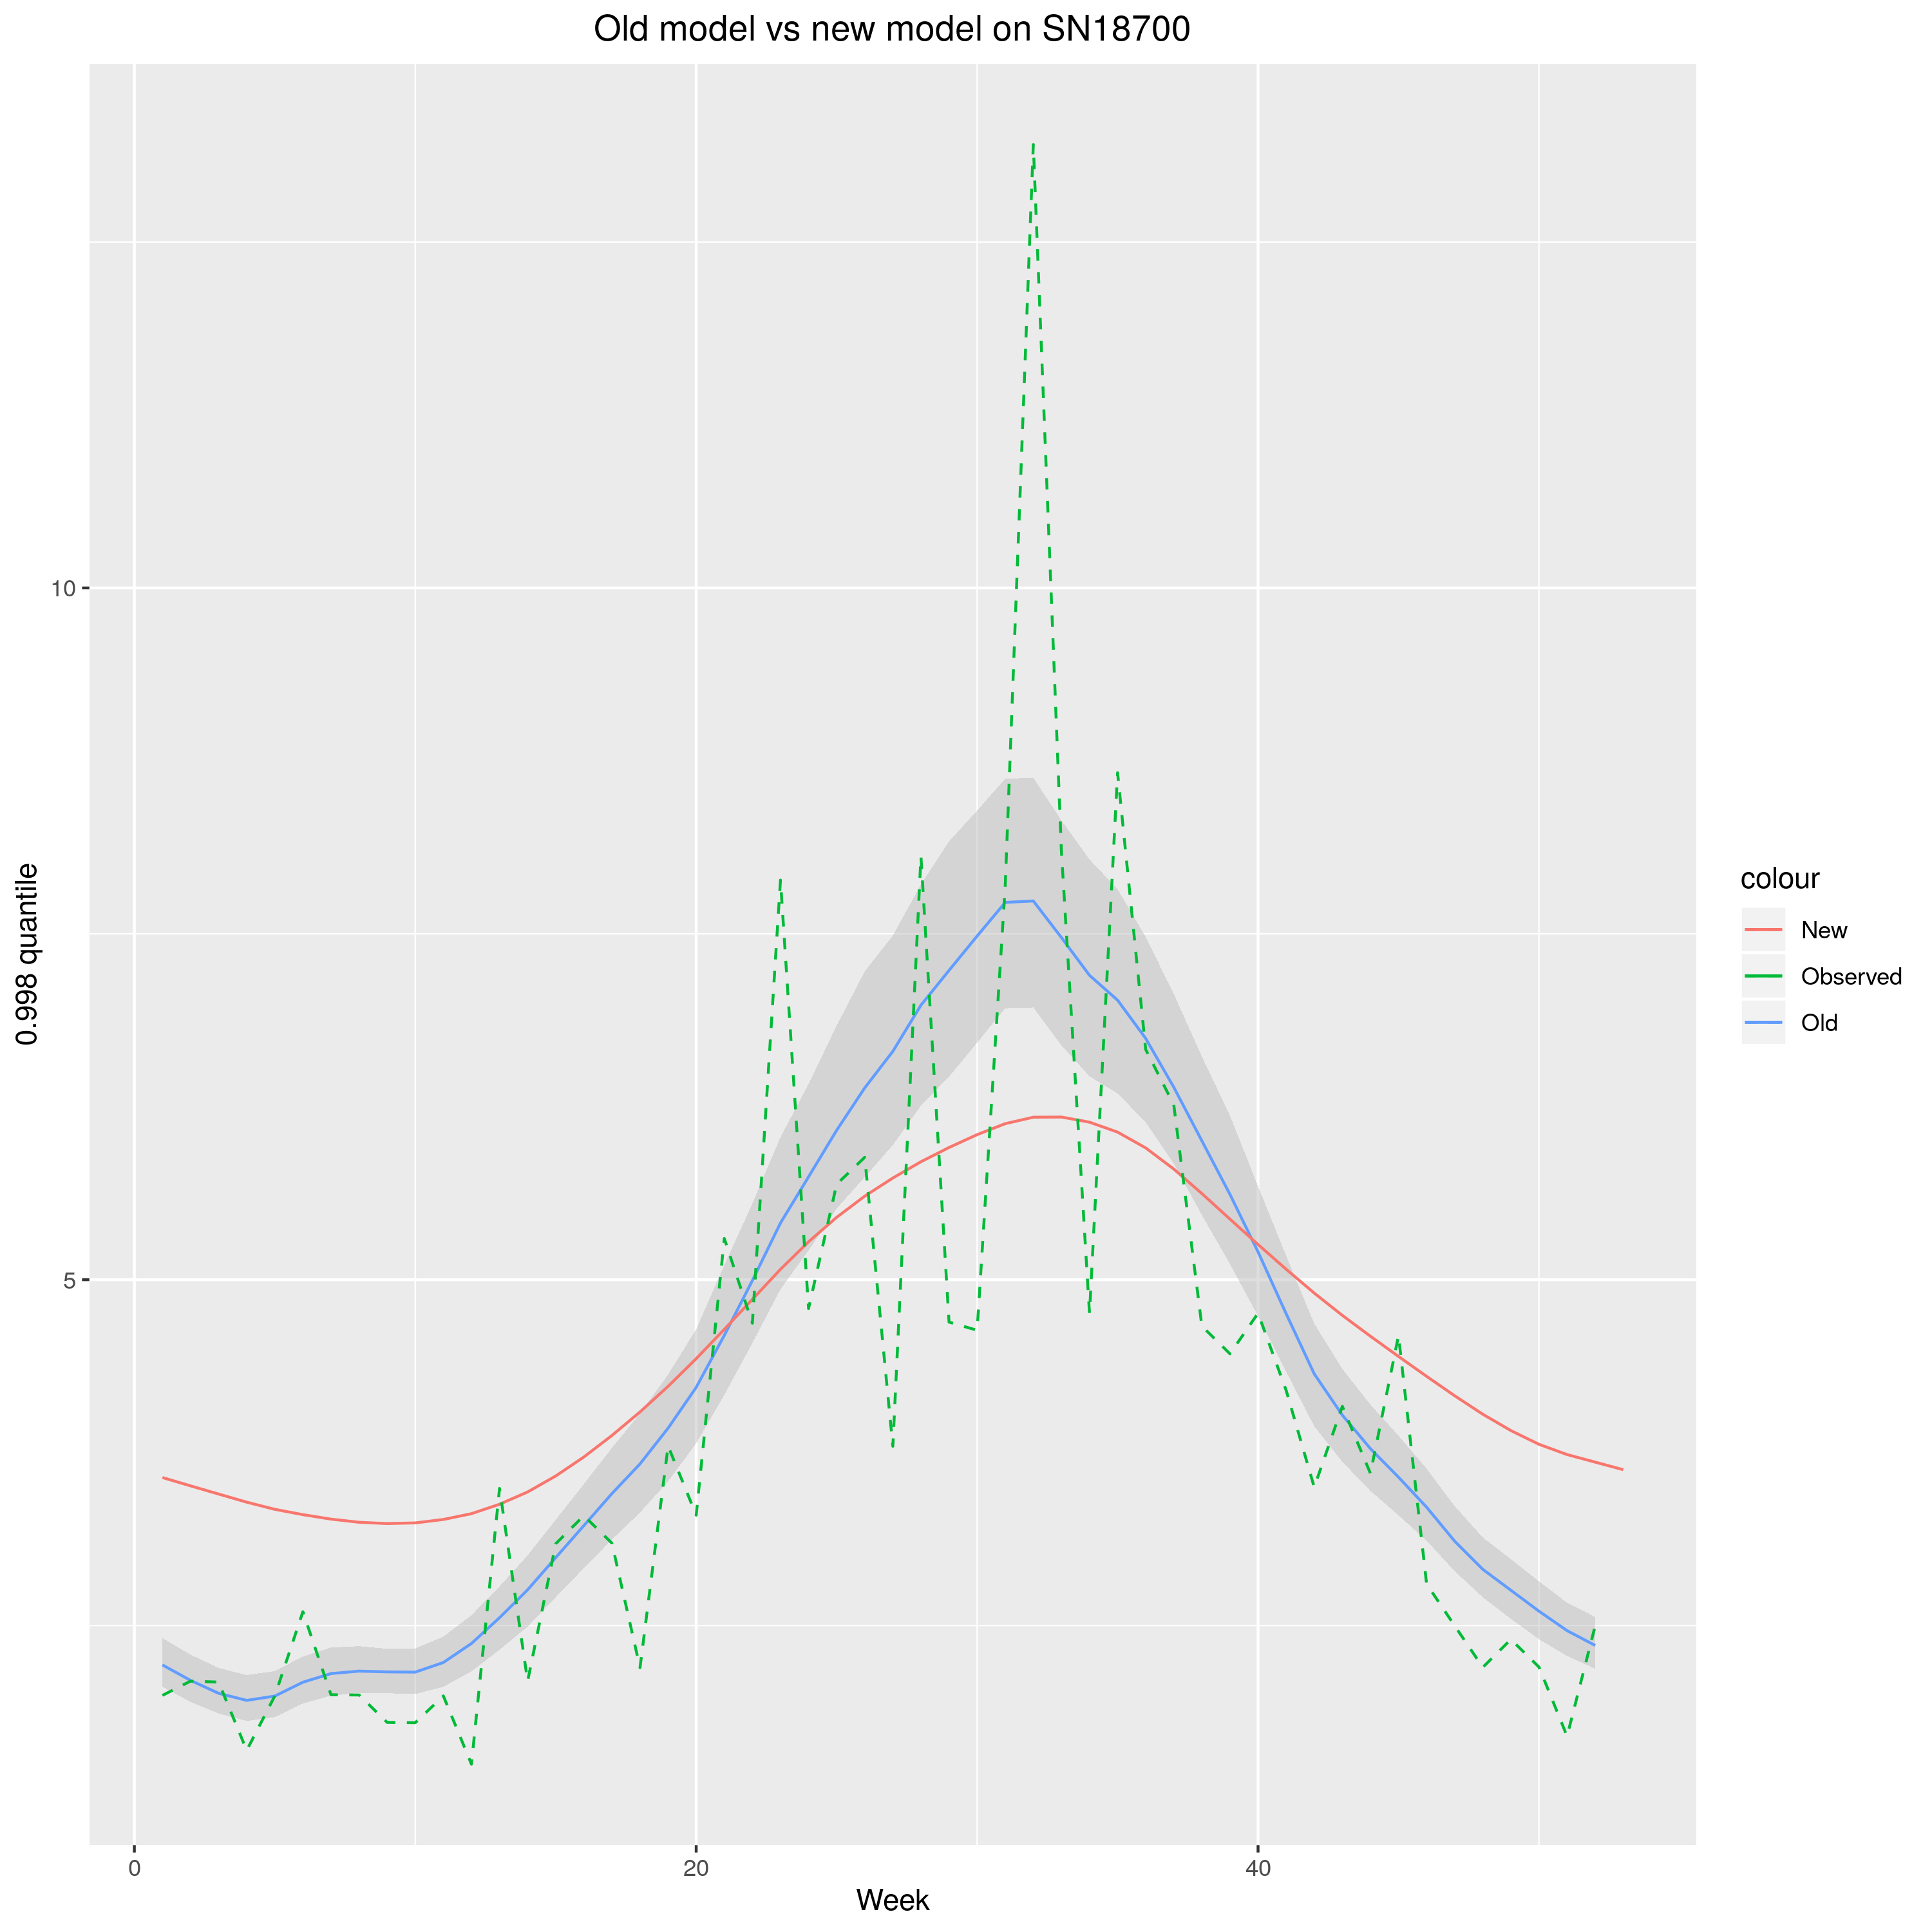 Old model vs new model on SN18700
0.998 quantile
10
5
0
20
40
Week
colour
New
Observed
Old